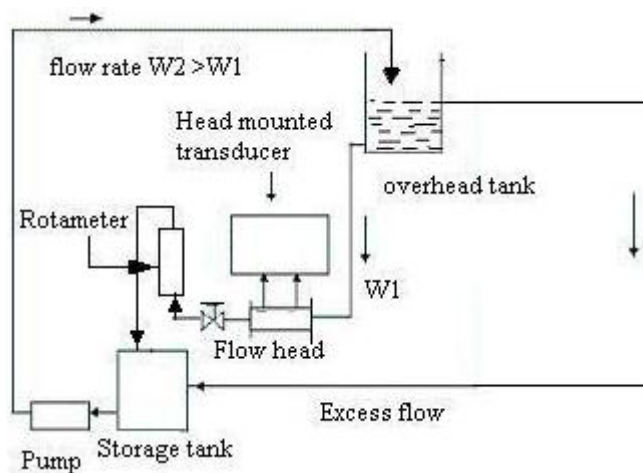 flow rate W2 >W1
Head mounted
transducer
overhead tank
Rotameter
W1
Flow head
Excess flow
Storage tank
Pump